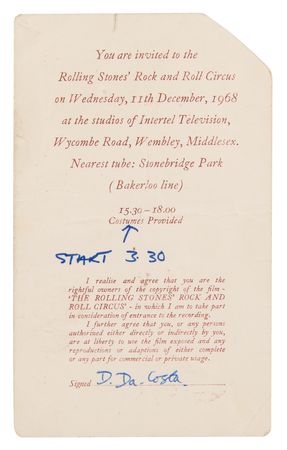 You are invited to the
Rolling Stones' Rock and Roll Circus
on Wednesday, 11th December, 1968
at the studios of Intertel Television,
Wycombe Road, Wembley, Middlesex.
Nearest tube: Stonebridge Park
(Bakerloo line)
15.30–18.00
Costumes Provided
START 3.30
I realise and agree that you are the
rightful owners of the copyright of the film -
'THE ROLLING STONES' ROCK AND
ROLL CIRCUS' - in which I am to take part
in consideration of entrance to the recording.
I further agree that you, or any persons
authorised either directly or indirectly by you,
are at liberty to use the film exposed and any
reproductions or adaptions of either complete
or any part for commercial or private usage.
Signed D. Da-Costa